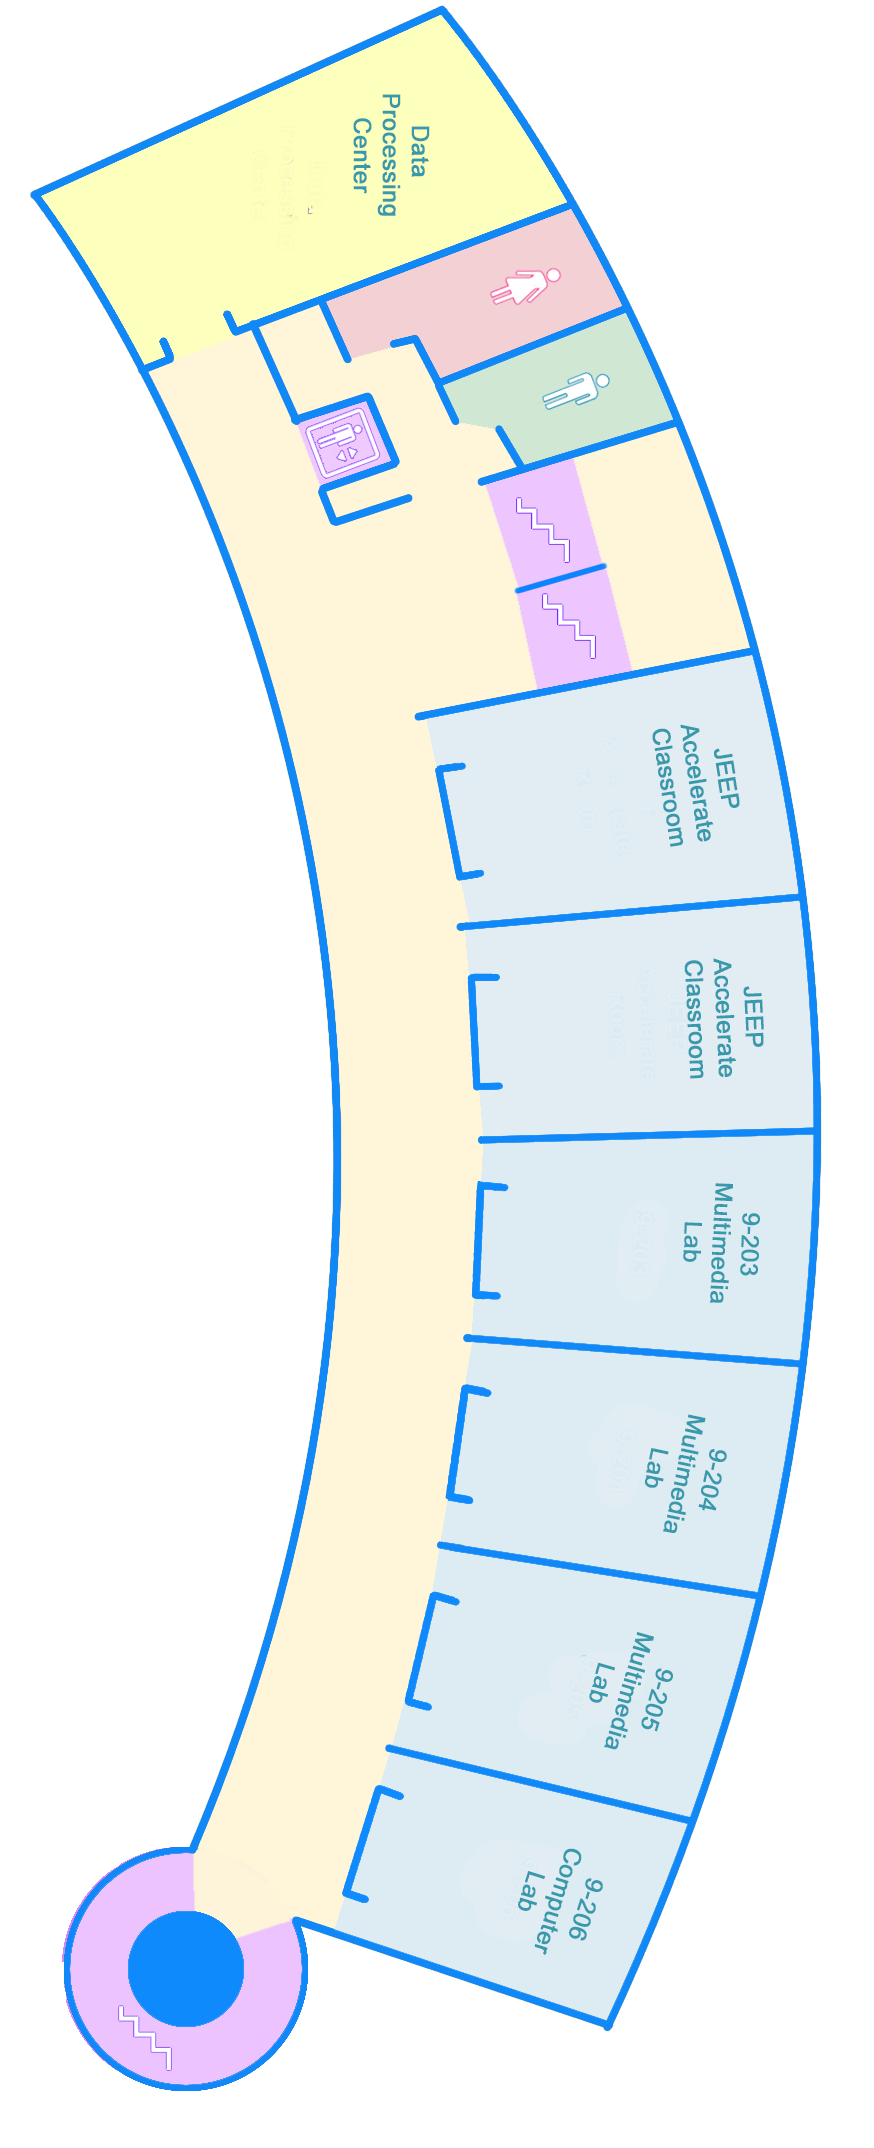 Data
Processing
Center
JEEP
Accelerate
Classroom
JEEP
Accelerate
Classroom
9-203
Multimedia
Lab
9-204
Multimedia
Lab
9-205
Multimedia
Lab
9-206
Computer
Lab